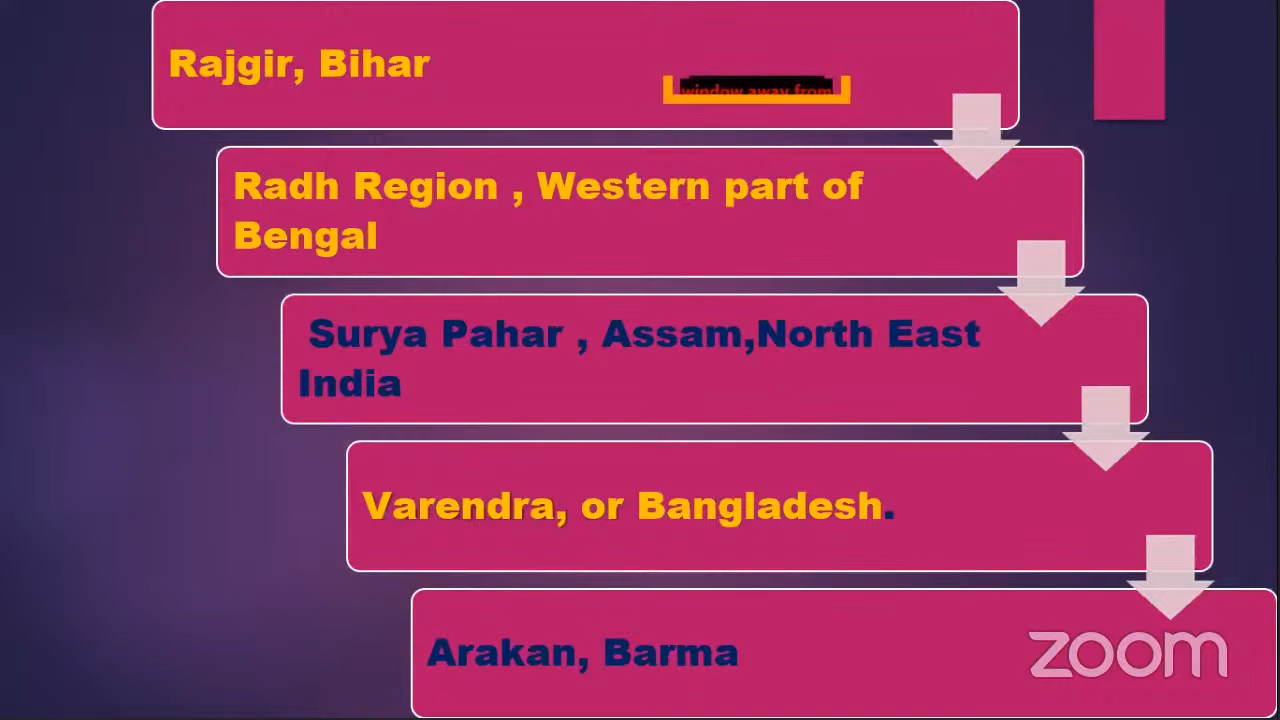 Rajgir, Bihar
window away from
Radh Region , Western part of
Bengal
Surya Pahar , Assam,North East
India
Varendra, or Bangladesh.
Arakan, Barma
zoom